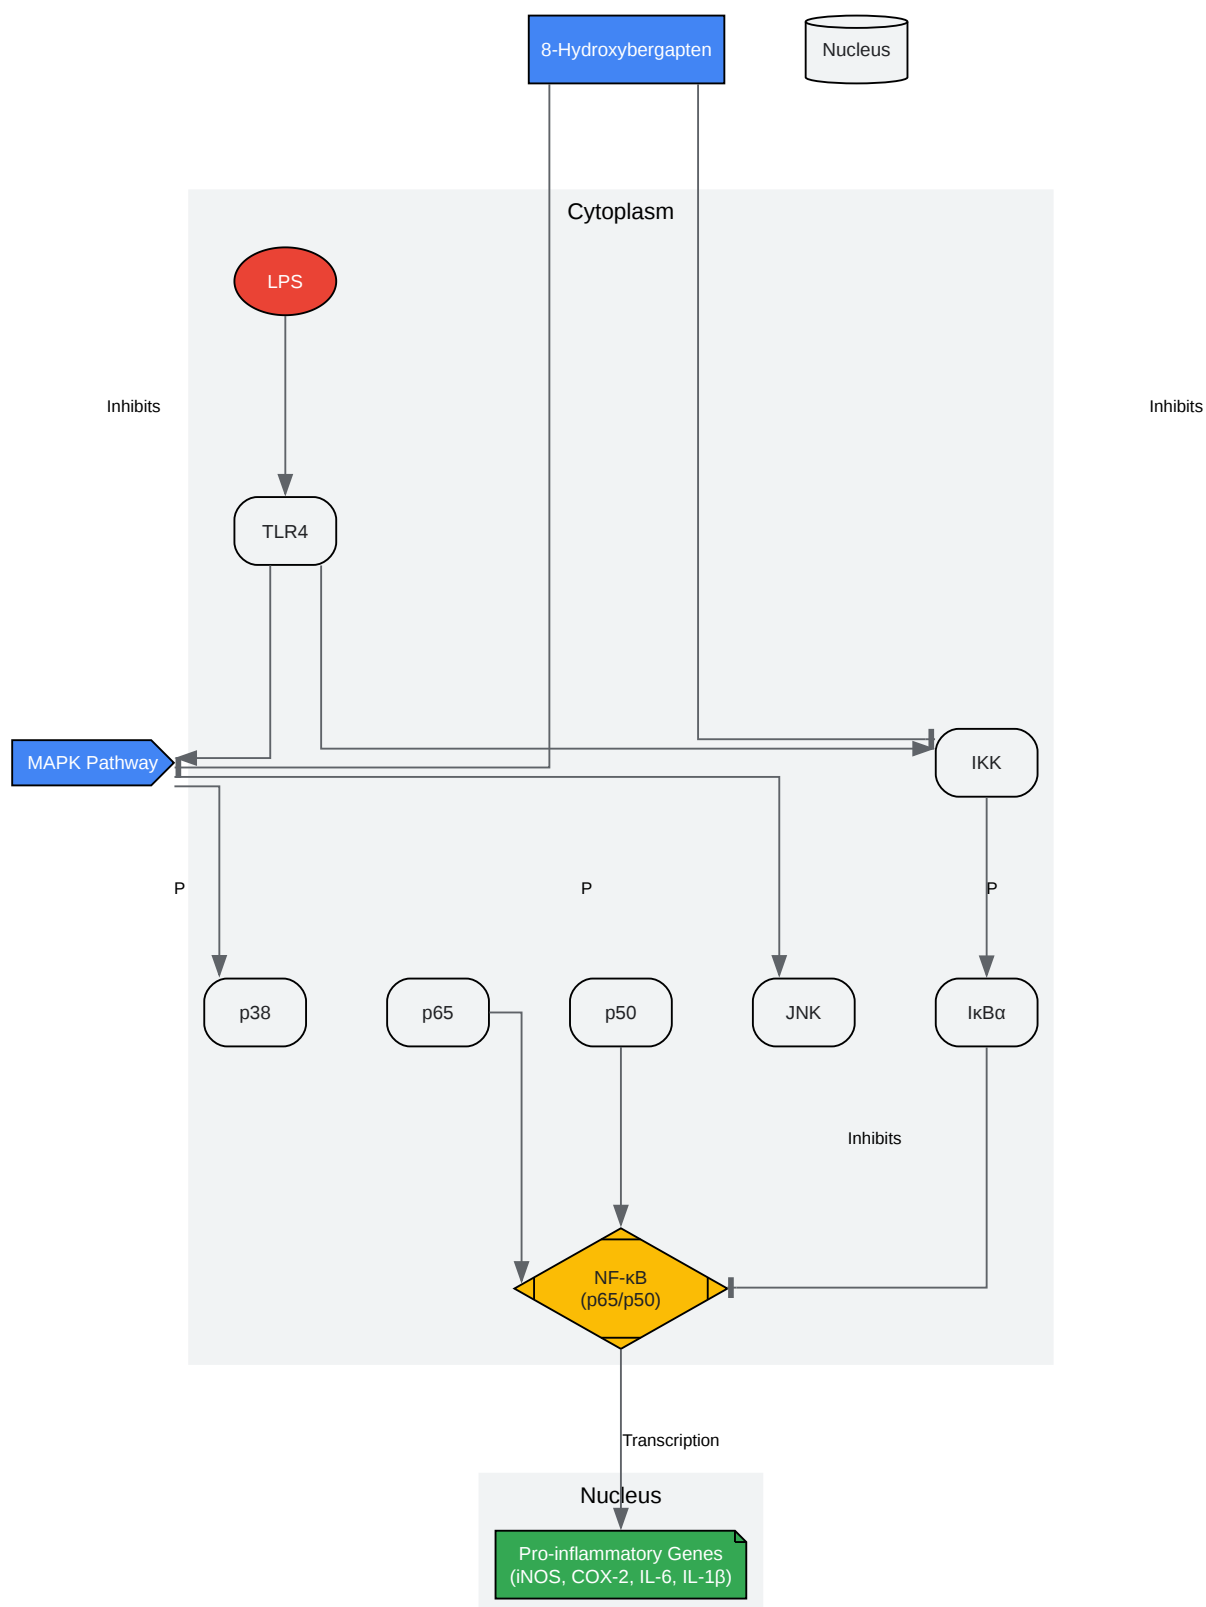 8-Hydroxybergapten
Nucleus
Cytoplasm
LPS
Inhibits
Inhibits
TLR4
MAPK Pathway
IKK
P
P
P
p38
p65
p50
JNK
IκBα
Inhibits
NF-κB
(p65/p50)
Transcription
Nucleus
Pro-inflammatory Genes
(iNOS, COX-2, IL-6, IL-1β)